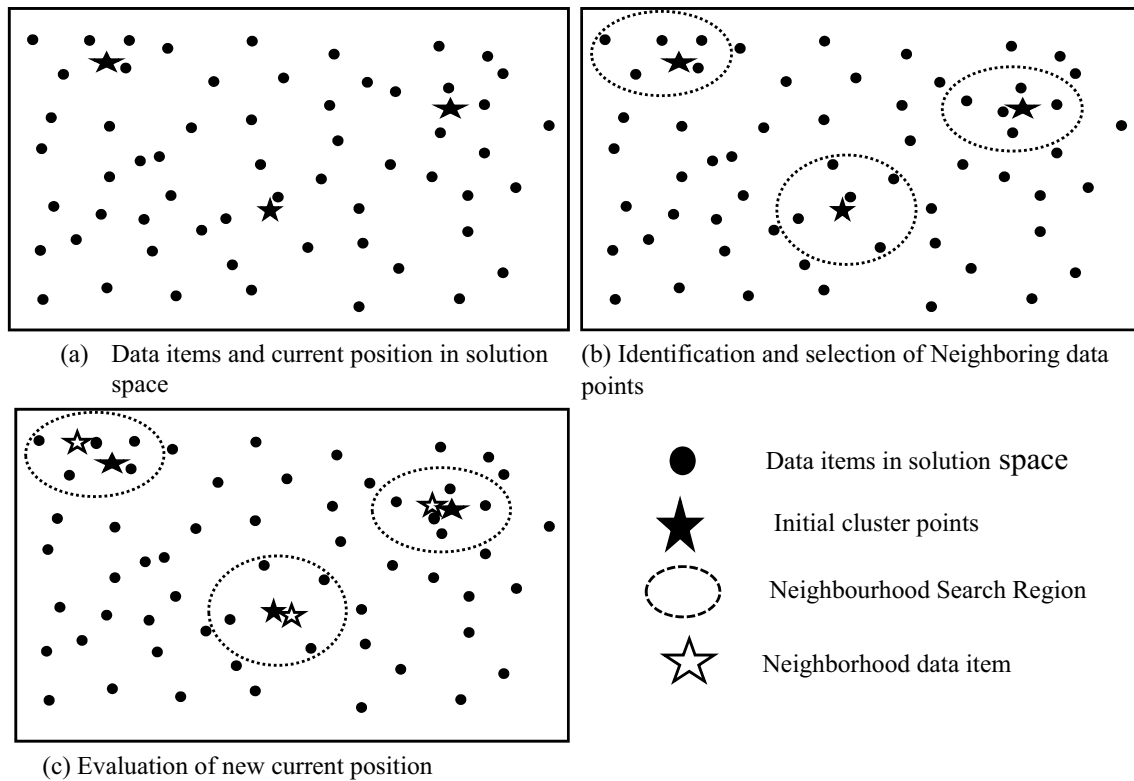 (a) Data items and current position in solution
space
(b) Identification and selection of Neighboring data
points
Data items in solution space
Initial cluster points
Neighbourhood Search Region
Neighborhood data item
(c) Evaluation of new current position